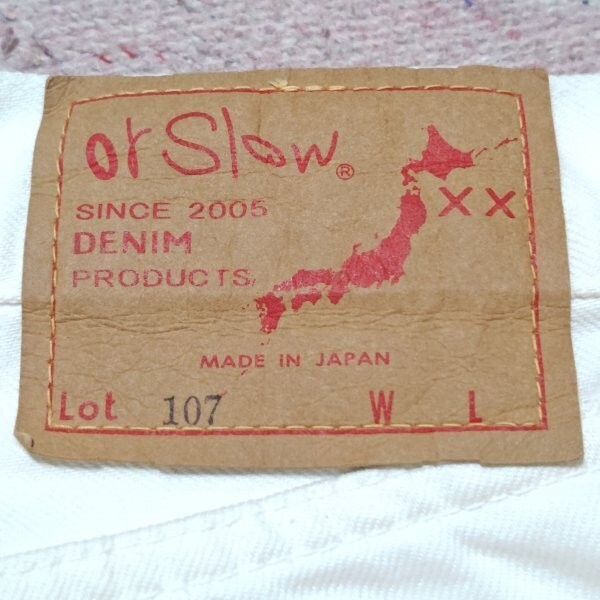 orSlow®
SINCE 2005
DENIM
PRODUCTS,
XX
MADE IN JAPAN
Lot 107 W L